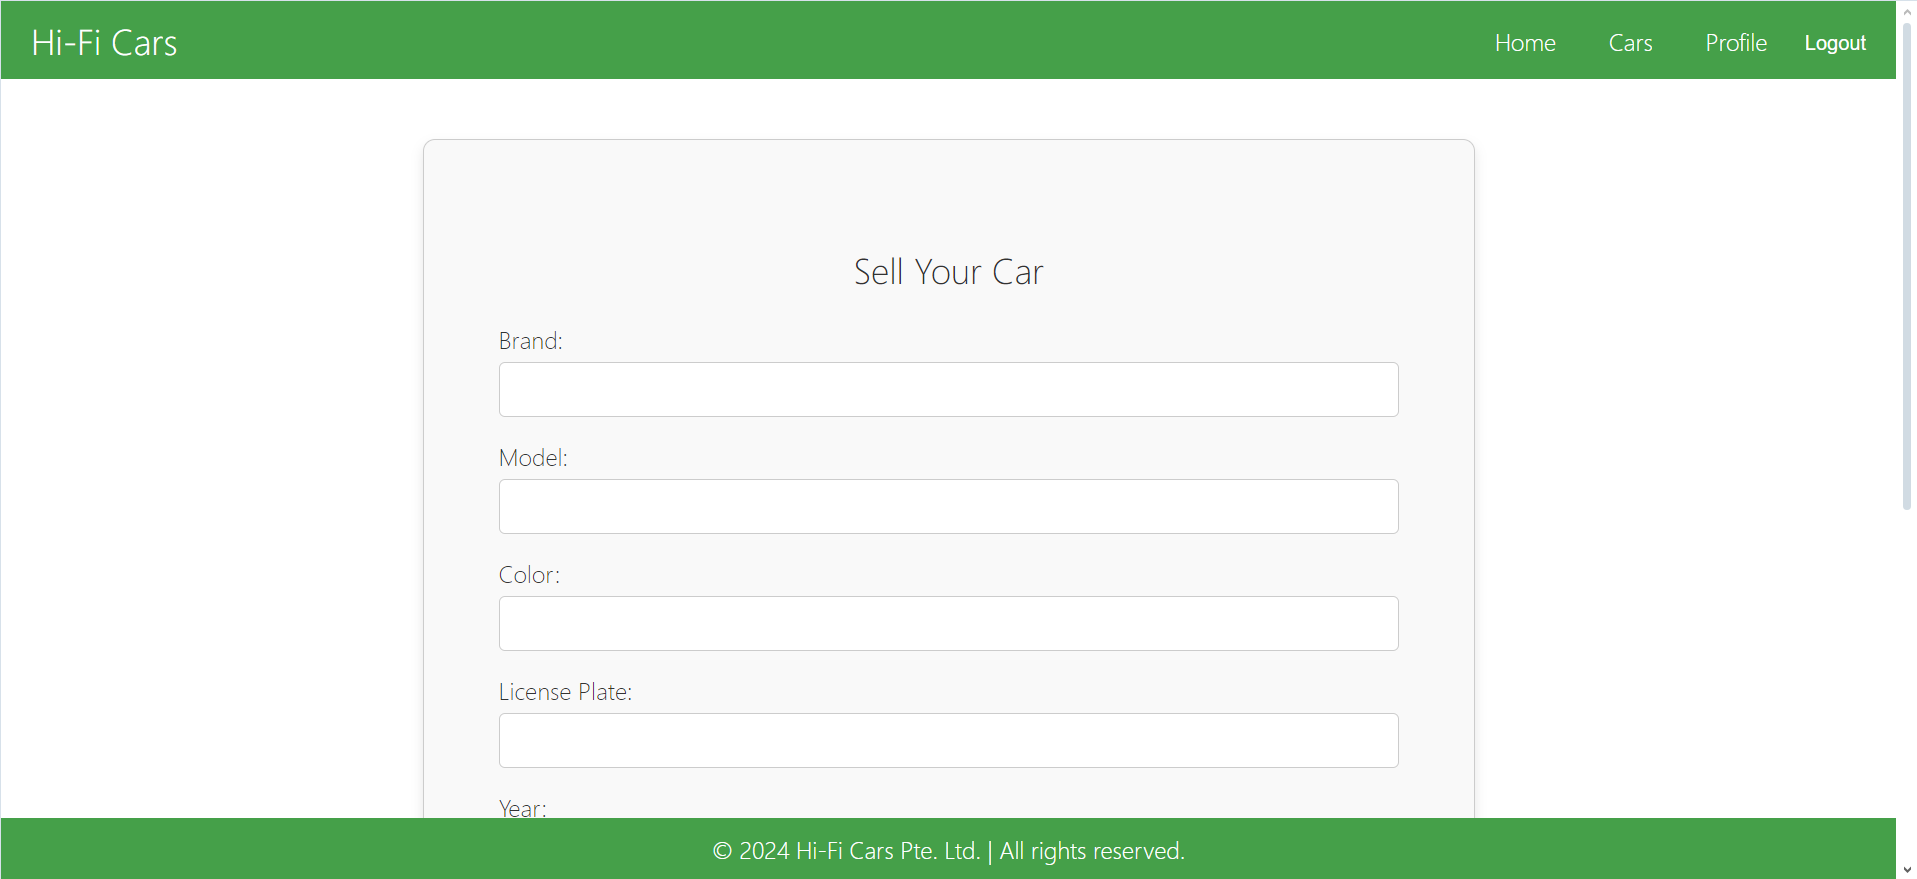 Hi-Fi Cars
Home Cars Profile Logout
Sell Your Car
Brand:
Model:
Color:
License Plate:
Year:
© 2024 Hi-Fi Cars Pte. Ltd. | All rights reserved.